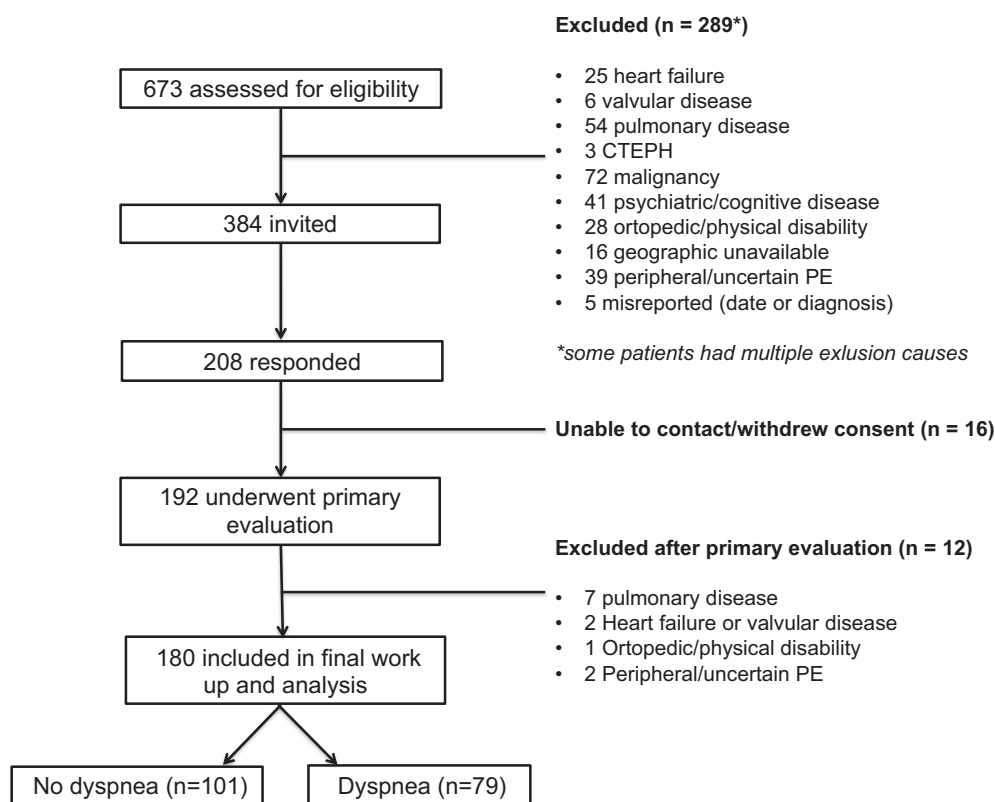 673 assessed for eligibility
Excluded (n = 289*)
• 25 heart failure
• 6 valvular disease
• 54 pulmonary disease
• 3 CTEPH
• 72 malignancy
• 41 psychiatric/cognitive disease
• 28 ortopedic/physical disability
• 16 geographic unavailable
• 39 peripheral/uncertain PE
• 5 misreported (date or diagnosis)
*some patients had multiple exlusion causes
384 invited
208 responded
Unable to contact/withdrew consent (n = 16)
192 underwent primary
evaluation
Excluded after primary evaluation (n = 12)
• 7 pulmonary disease
• 2 Heart failure or valvular disease
• 1 Ortopedic/physical disability
• 2 Peripheral/uncertain PE
180 included in final work
up and analysis
No dyspnea (n=101)
Dyspnea (n=79)